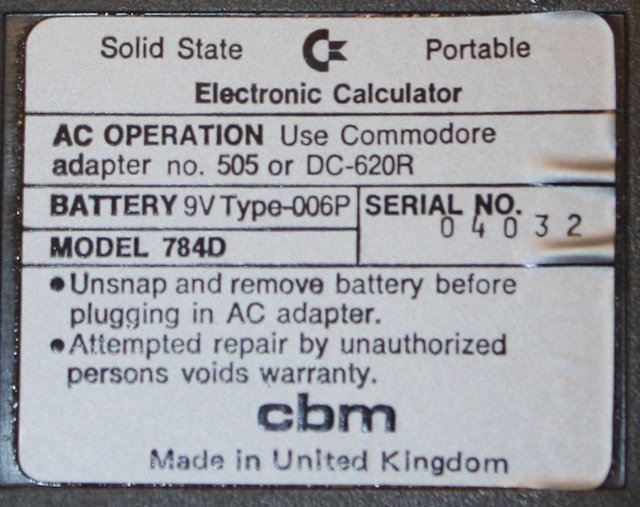 Solid State Portable
Electronic Calculator
AC OPERATION Use Commodore
adapter no. 505 or DC-620R
BATTERY 9V Type-006P
SERIAL NO.
04032
MODEL 784D
•Unsnap and remove battery before
plugging in AC adapter.
•Attempted repair by unauthorized
persons voids warranty.
cbm
Made in United Kingdom